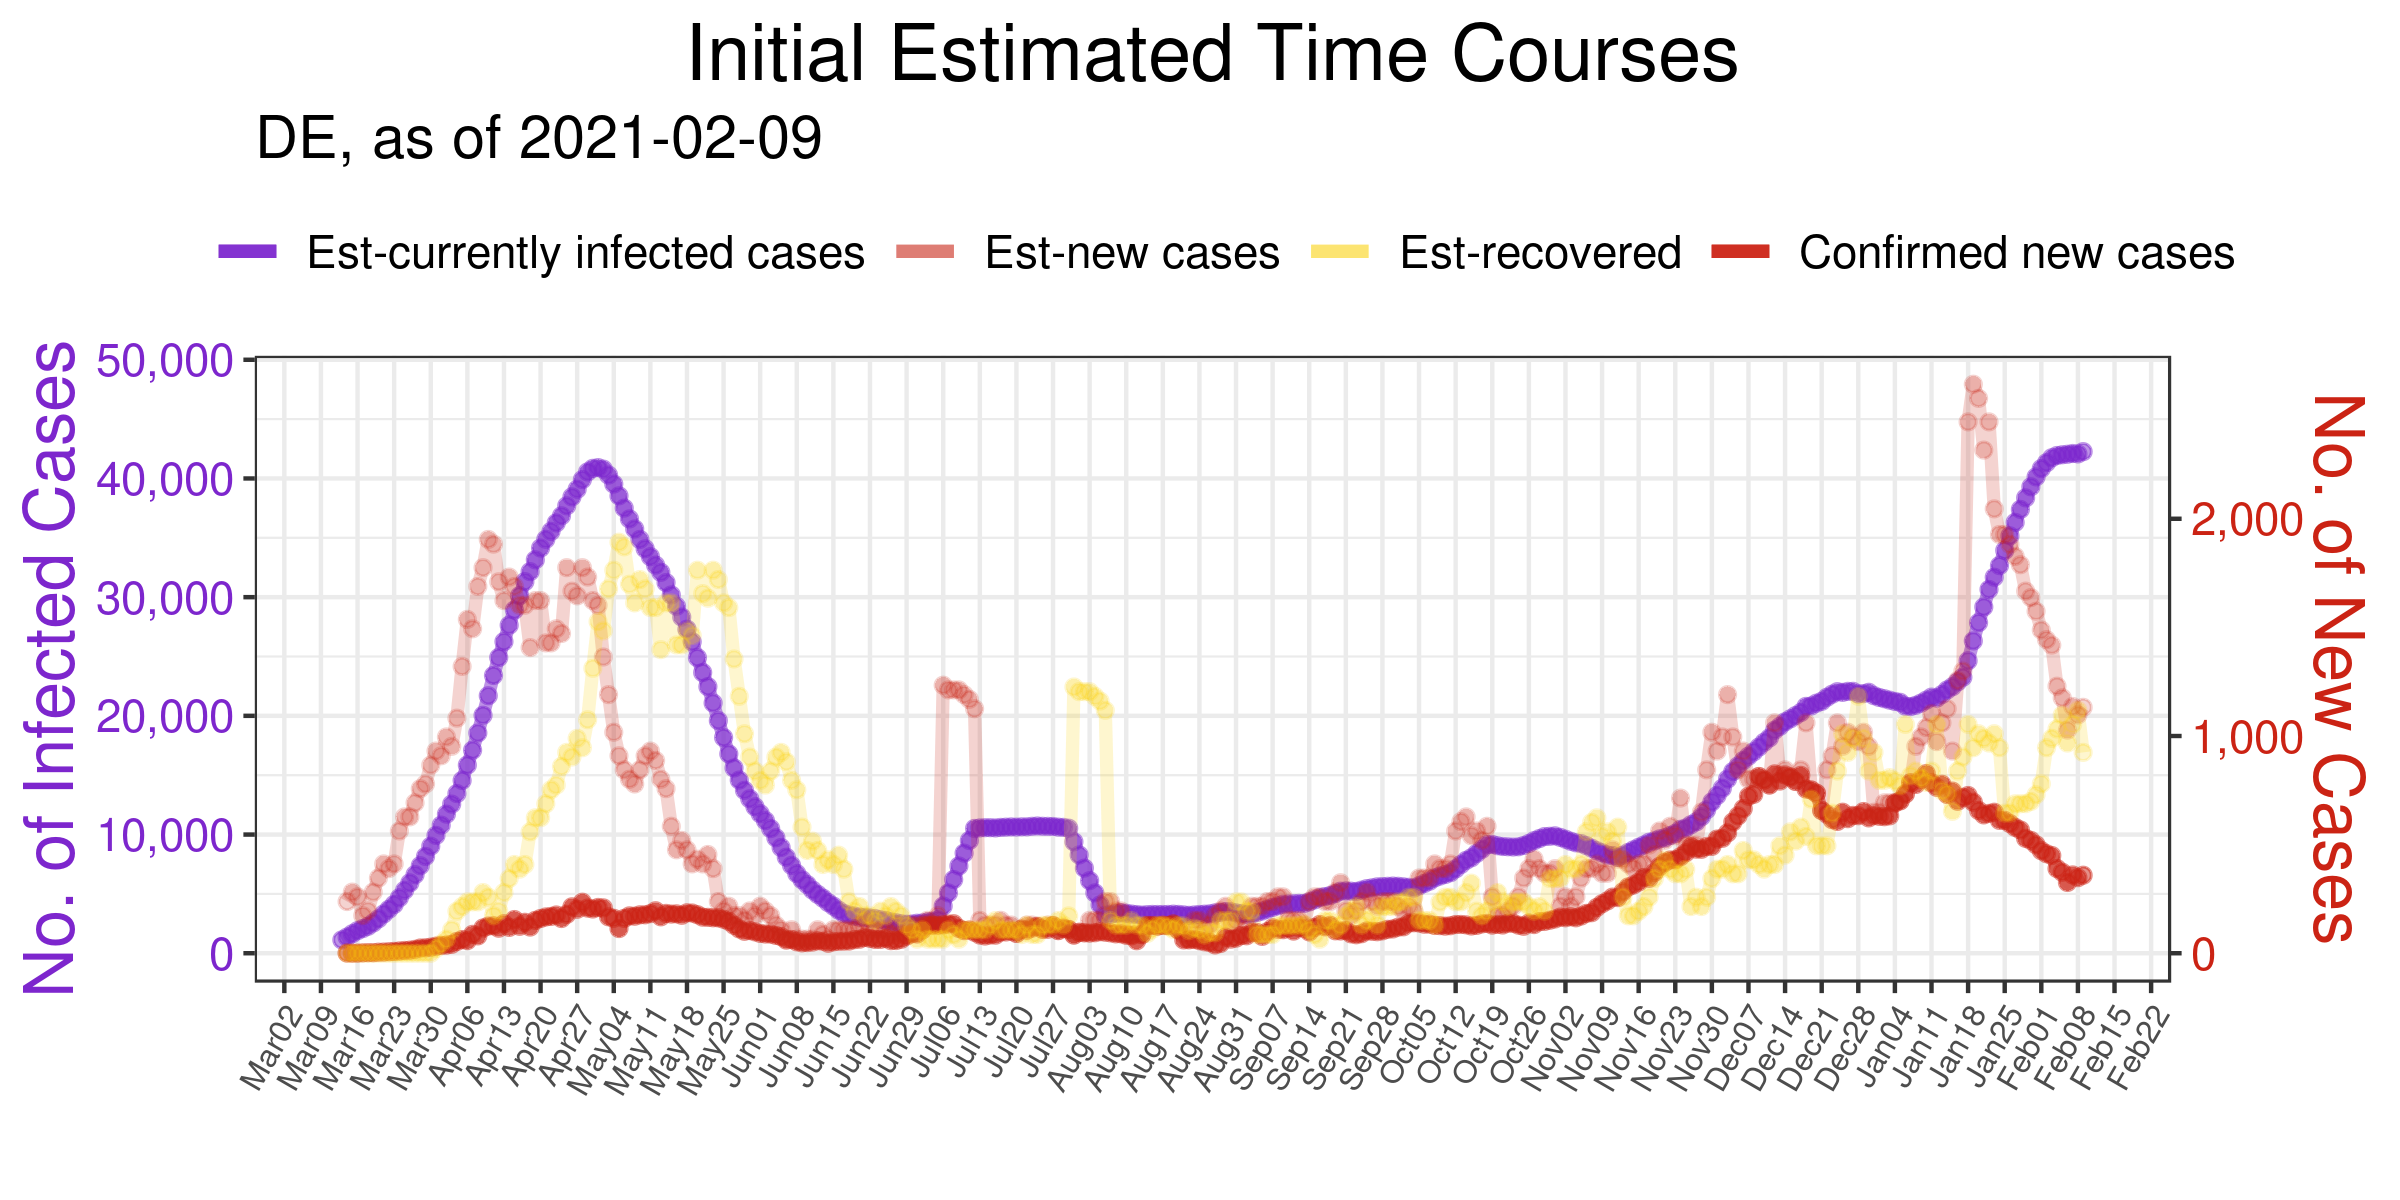 Initial Estimated Time Courses
DE, as of 2021-02-09
Est-currently infected cases Est-new cases Est-recovered Confirmed new cases
No. of Infected Cases
50,000
40,000
30,000
20,000
10,000
0
No. of New Cases
2,000
1,000
0
Mar02 Mar09 Mar16 Mar23 Mar30 Apr06 Apr13 Apr20 Apr27 May04 May11 May18 May25 Jun01 Jun08 Jun15 Jun22 Jun29 Jul06 Jul13 Jul20 Jul27 Aug03 Aug10 Aug17 Aug24 Aug31 Sep07 Sep14 Sep21 Sep28 Oct05 Oct12 Oct19 Oct26 Nov02 Nov09 Nov16 Nov23 Nov30 Dec07 Dec14 Dec21 Dec28 Jan04 Jan11 Jan18 Jan25 Feb01 Feb08 Feb15 Feb22